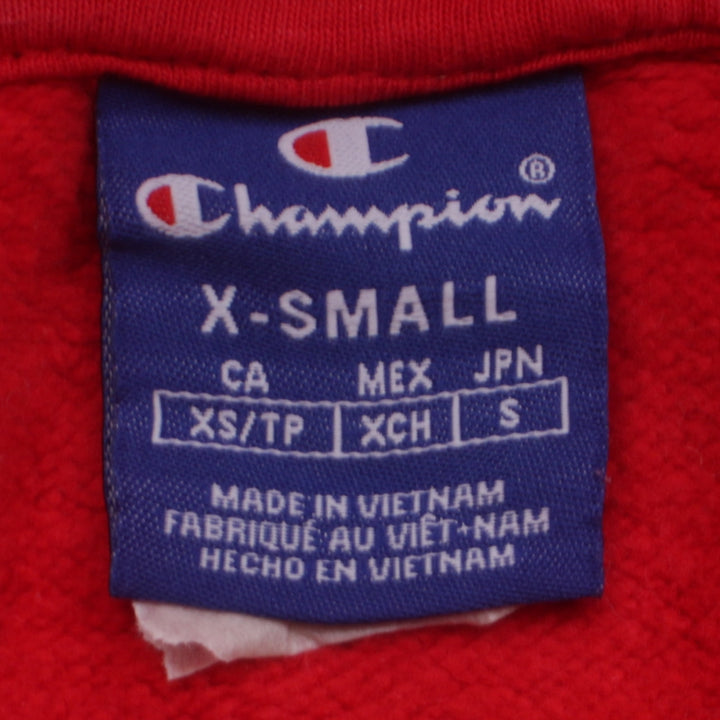 Champion®
X-SMALL
CA MEX JPN
XS/TP XCH S
MADE IN VIETNAM
FABRIQUÉ AU VIÊT-NAM
HECHO EN VIETNAM